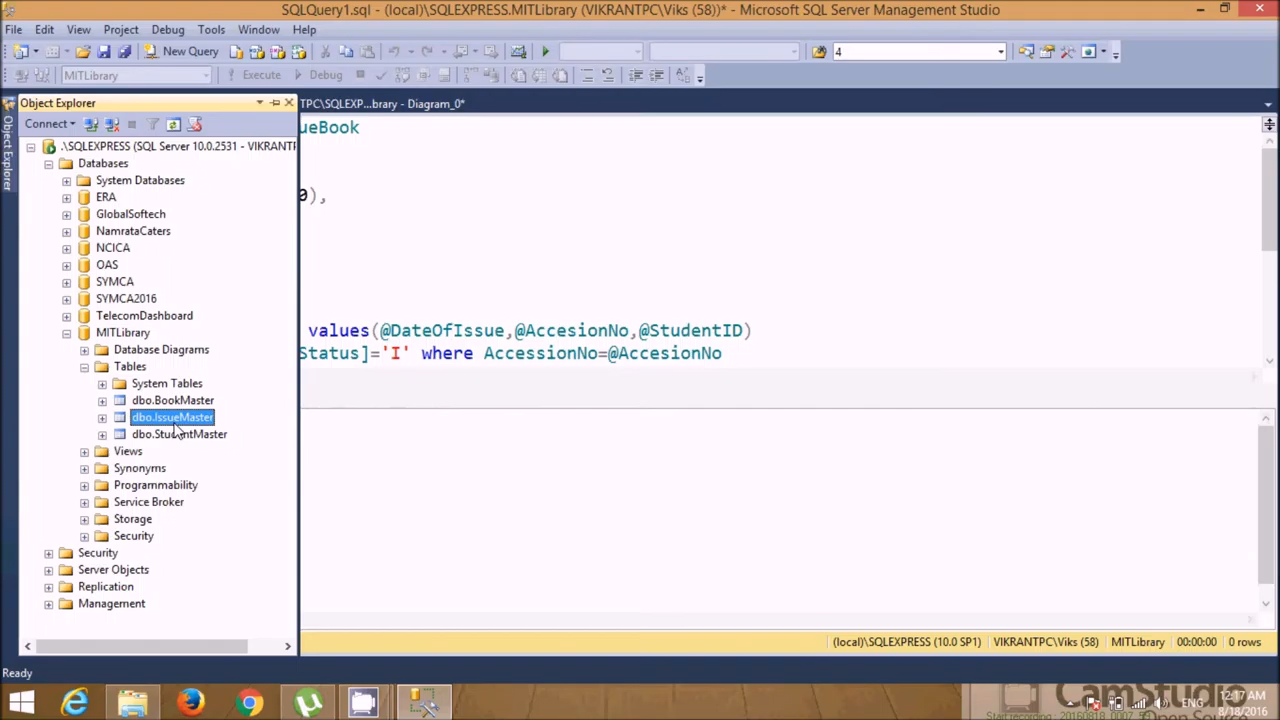 SQLQuery1.sql - (local)\SQLEXPRESS.MITLibrary (VIKRANTPC\Viks (58))* - Microsoft SQL Server Management Studio
File Edit View Project Debug Tools Window Help
New Query 4
MITLibrary Execute Debug
Object Explorer
TPC\SQLEXP...brary - Diagram_0*
Connect
Object Explorer
.\SQLEXPRESS (SQL Server 10.0.2531 - VIKRANTP
Databases
System Databases
ERA
GlobalSoftech
NamrataCaters
NCICA
OAS
SYMCA
SYMCA2016
TelecomDashboard
MITLibrary
Database Diagrams
Tables
System Tables
dbo.BookMaster
dbo.IssueMaster
dbo.StudentMaster
Views
Synonyms
Programmability
Service Broker
Storage
Security
Security
Server Objects
Replication
Management
ueBook
0),
values(@DateOfIssue,@AccesionNo,@StudentID)
Status]='I' where AccessionNo=@AccesionNo
(local)\SQLEXPRESS (10.0 SP1) VIKRANTPC\Viks (58) MITLibrary 00:00:00 0 rows
Ready
CamStudio
ENG
12:17 AM
8/18/2016